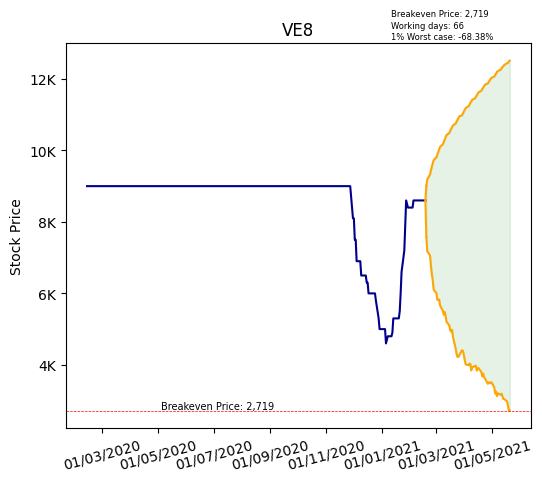 Breakeven Price: 2,719
Working days: 66
1% Worst case: -68.38%
VE8
Stock Price
12K
10K
8K
6K
4K
Breakeven Price: 2,719
01/03/2020
01/05/2020
01/07/2020
01/09/2020
01/11/2020
01/01/2021
01/03/2021
01/05/2021